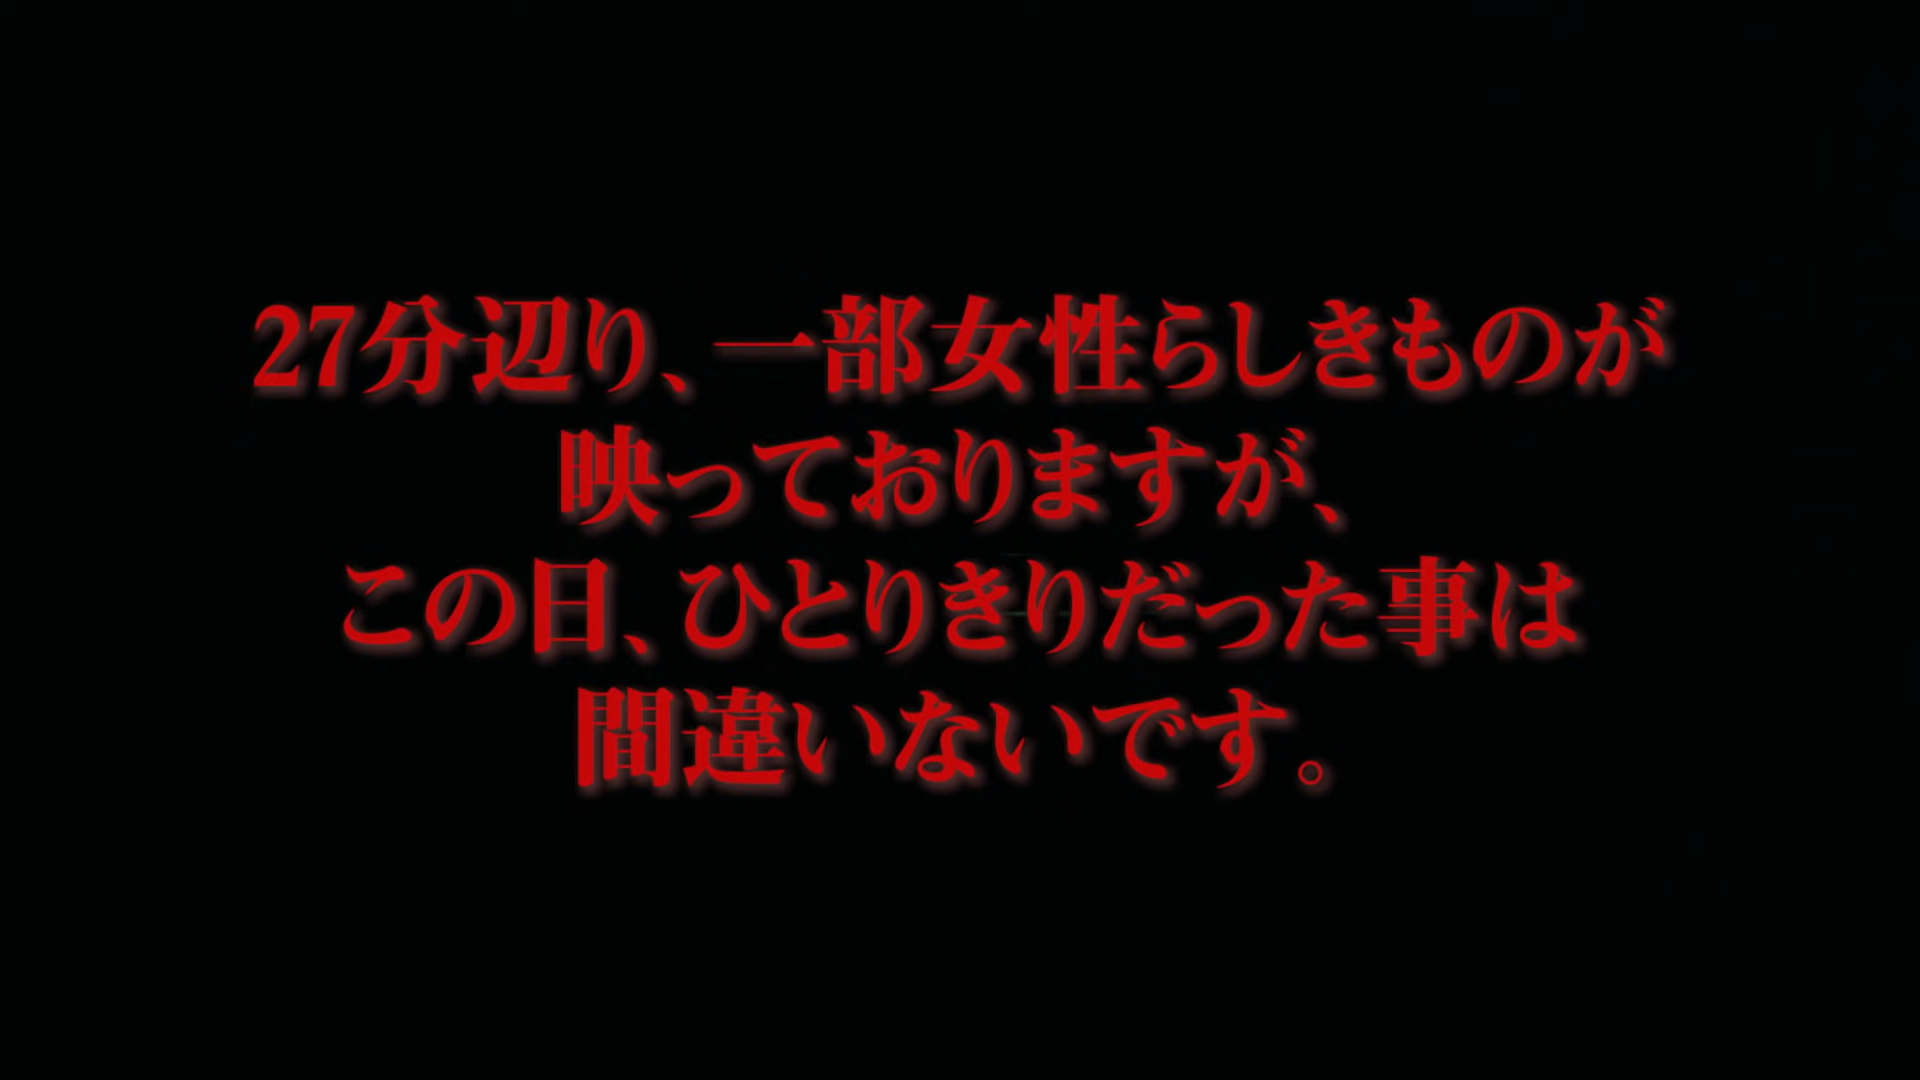 27分辺り、一部女性らしきものが
映っておりますが、
この日、ひとりきりだった事は
間違いないです。